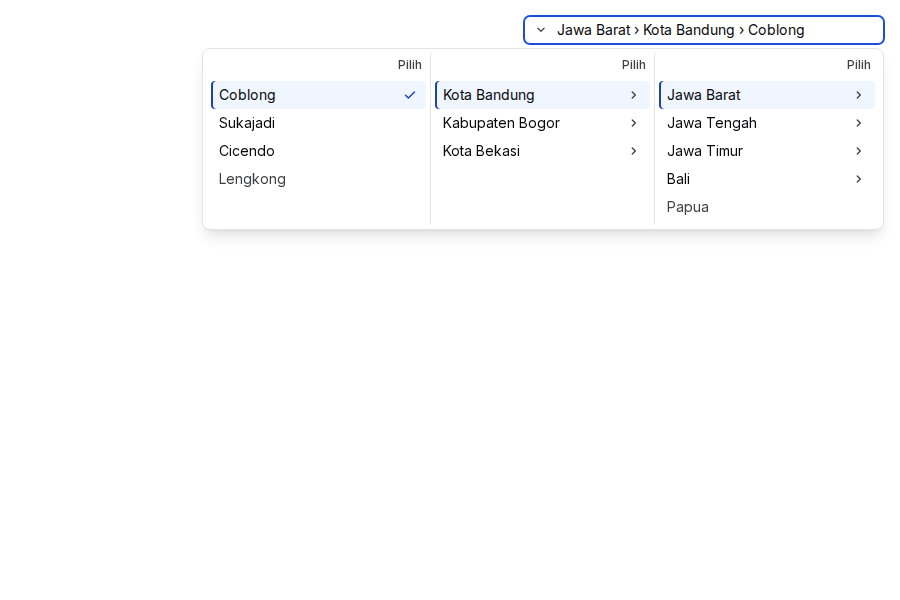 Jawa Barat › Kota Bandung › Coblong
Pilih
Jawa Barat
Jawa Tengah
Jawa Timur
Bali
Papua
Pilih
Kota Bandung
Kabupaten Bogor
Kota Bekasi
Pilih
Coblong
Sukajadi
Cicendo
Lengkong